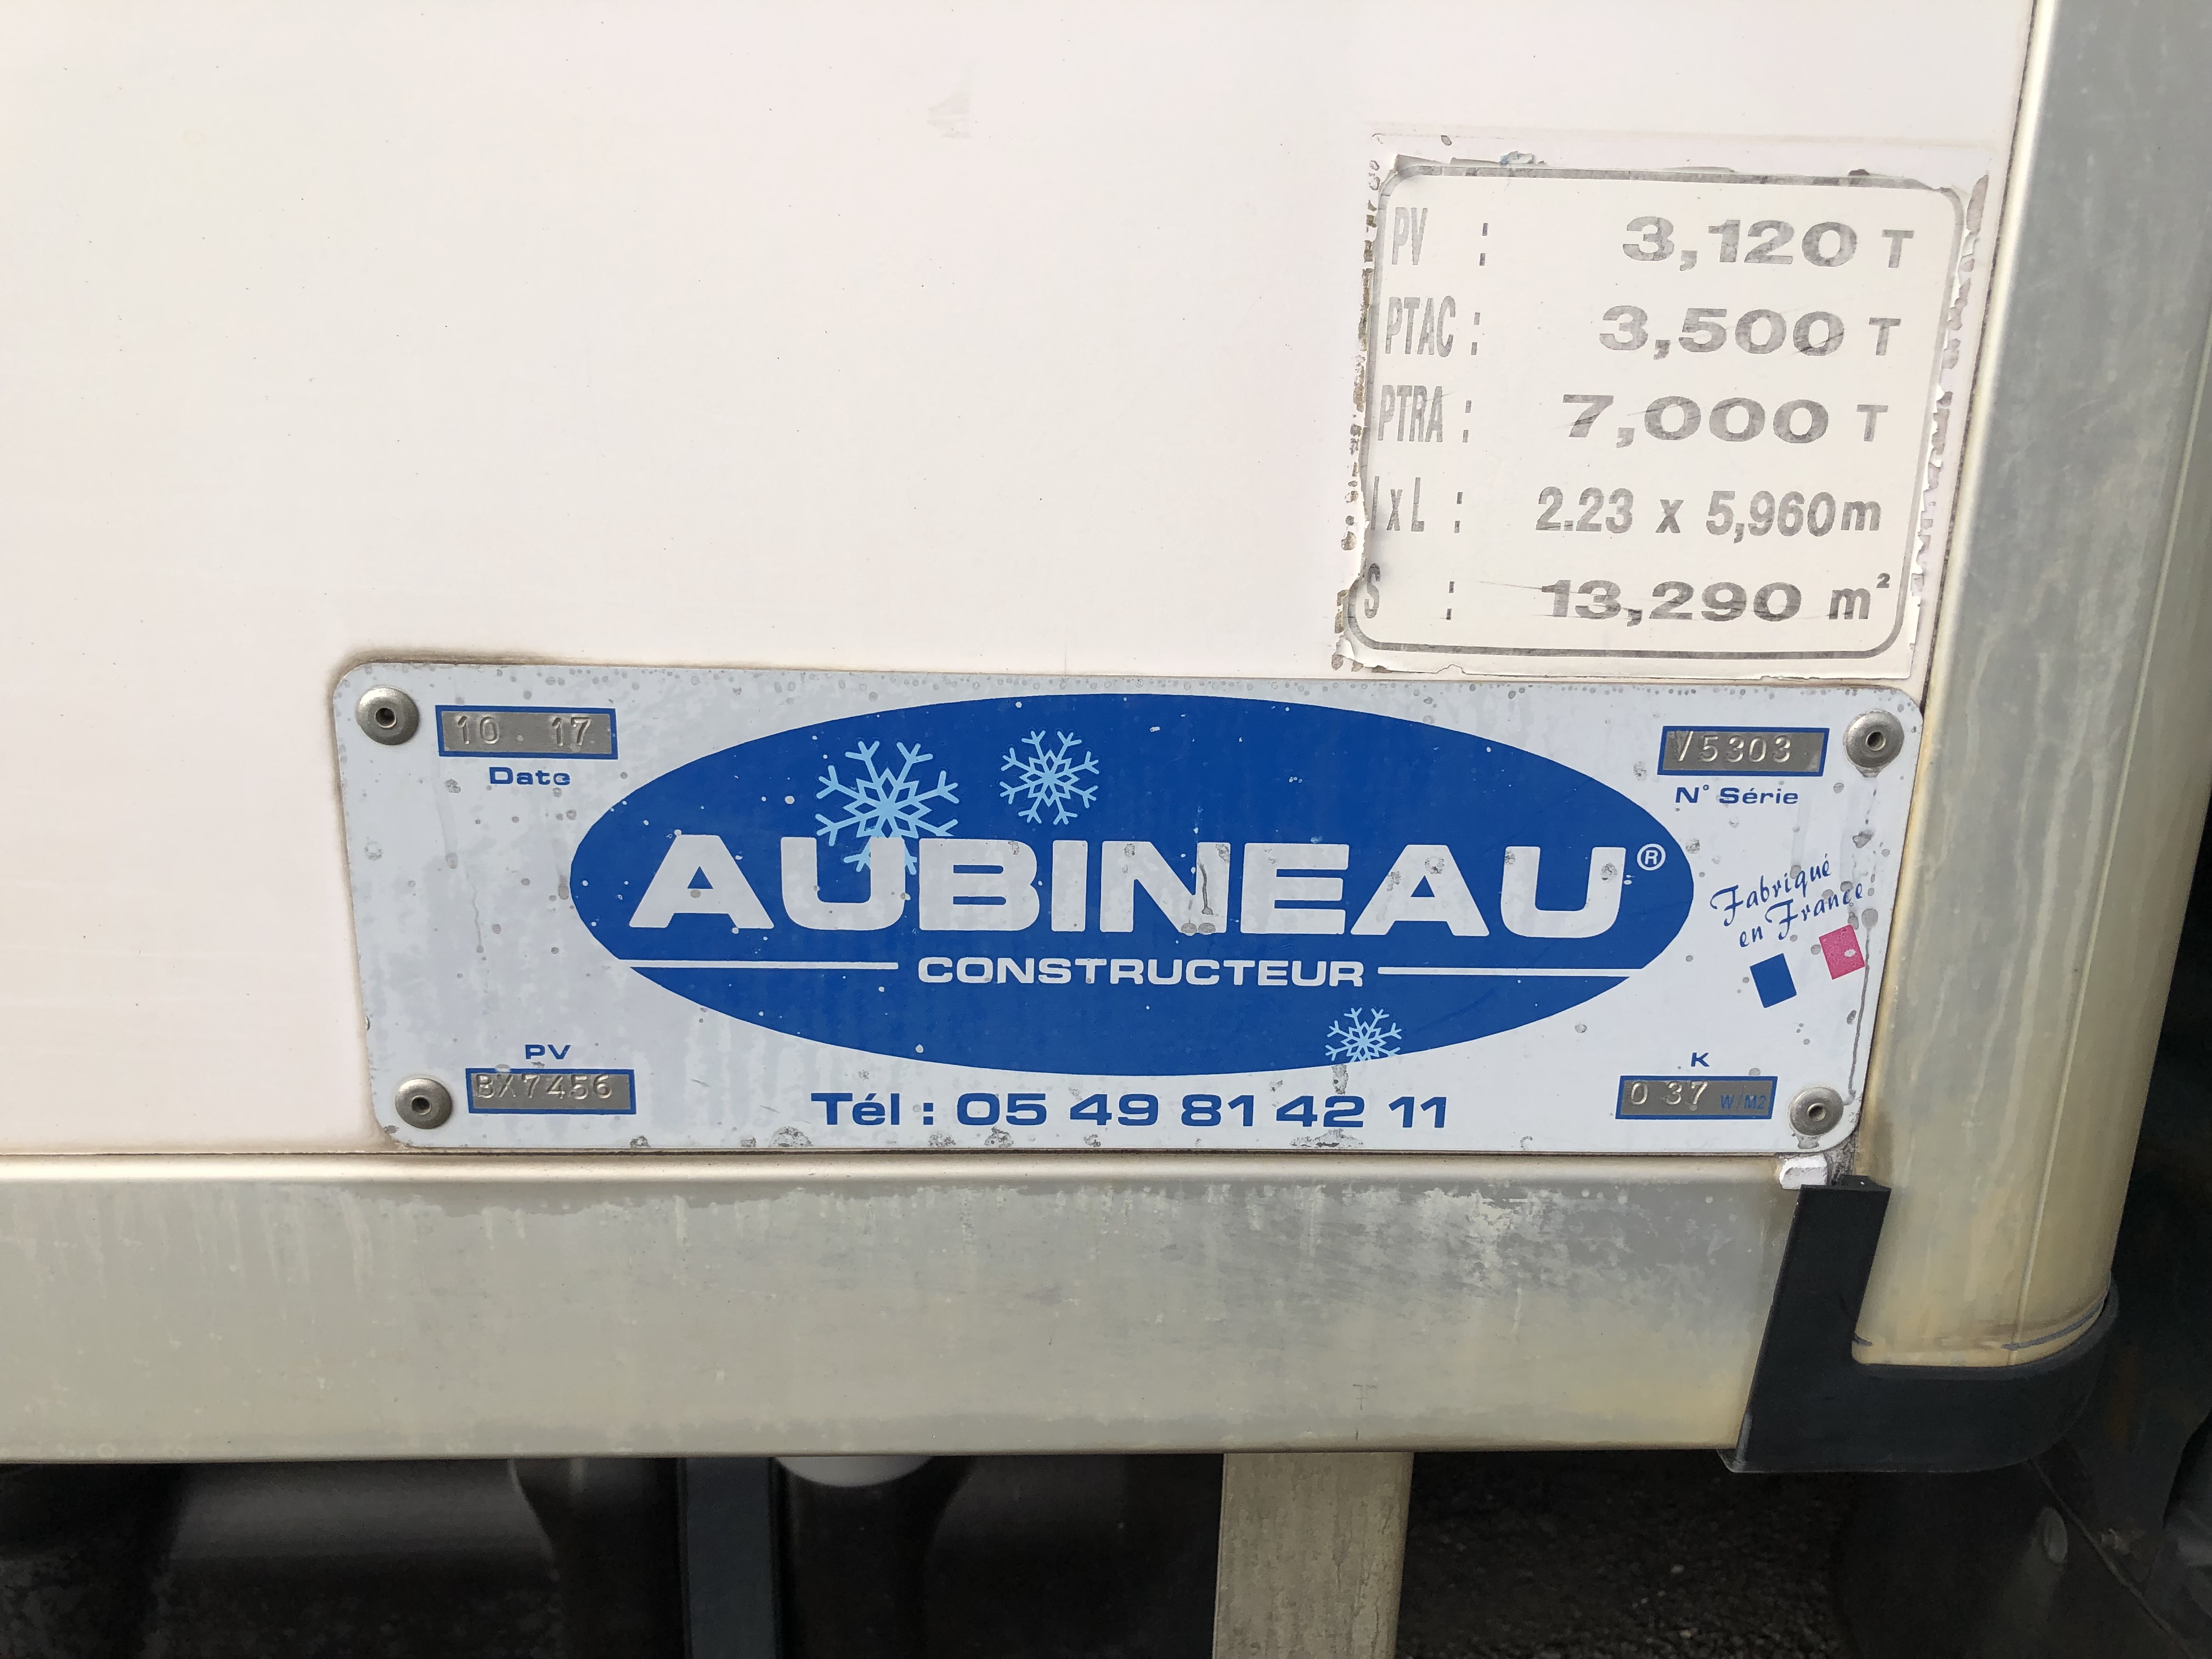 PV : 3,120 T
PTAC : 3,500 T
PTRA : 7,000 T
l x L : 2.23 x 5,960m
S : 13,290 m²
10 . 17
Date
V5303
N° Série
AUBINEAU®
CONSTRUCTEUR
Fabriqué
en France
PV
BX7456
Tél : 05 49 81 42 11
K
0 37 W/M2